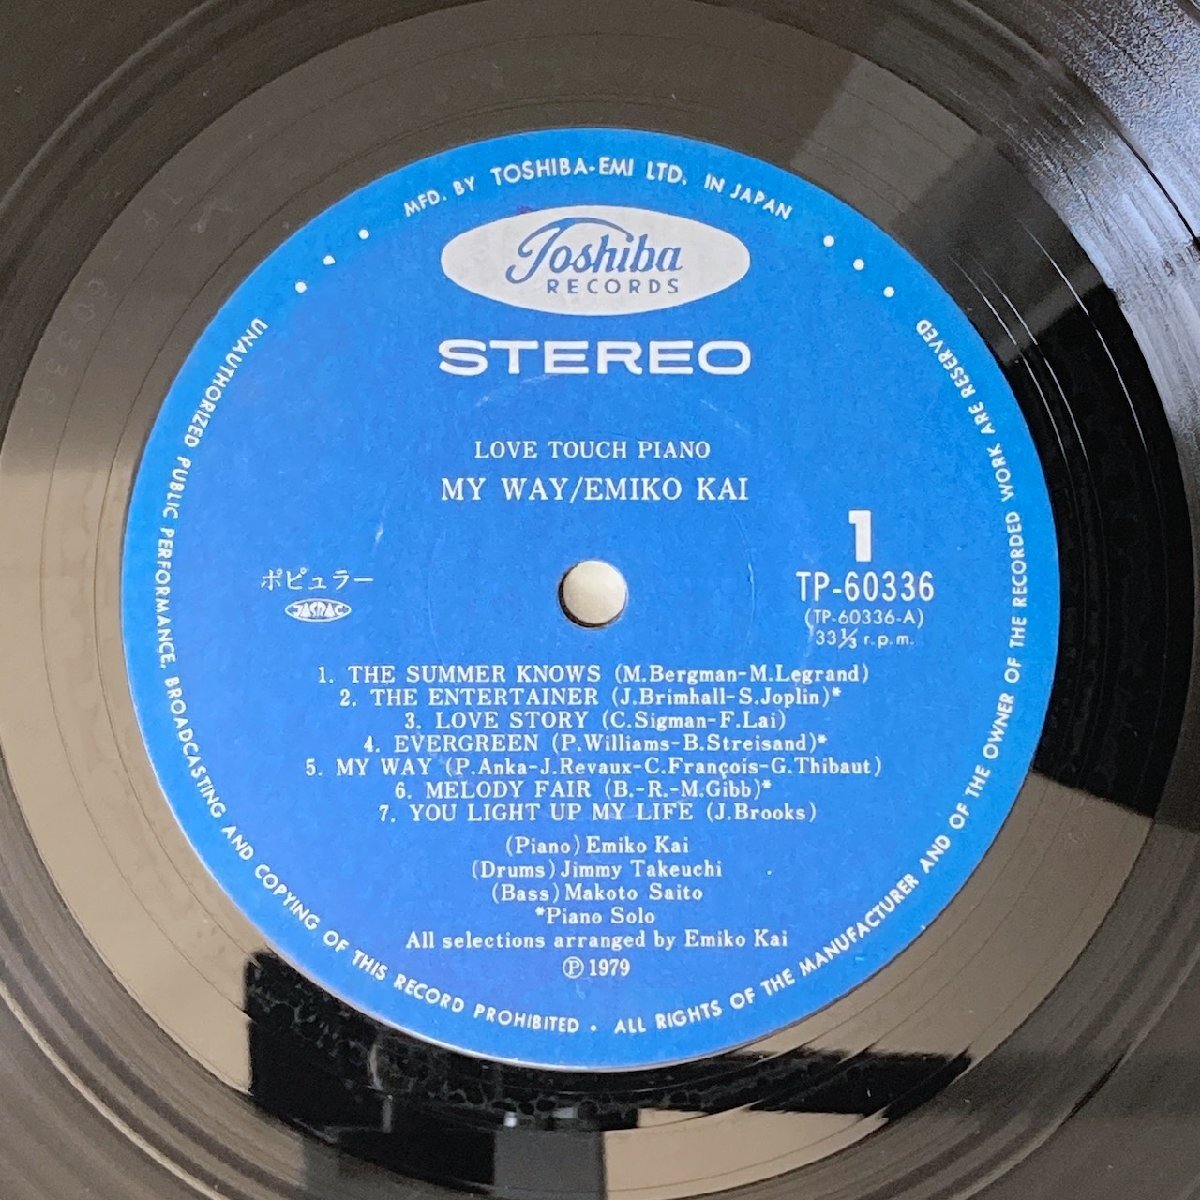 MFD. BY TOSHIBA-EMI LTD. IN JAPAN
Toshiba
RECORDS
STEREO
LOVE TOUCH PIANO
MY WAY/EMIKO KAI
1
ポピュラー
JASRAC
TP-60336
(TP-60336-A)
33⅓ r.p.m.
1. THE SUMMER KNOWS (M.Bergman-M.Legrand)
2. THE ENTERTAINER (J.Brimhall-S.Joplin)*
3. LOVE STORY (C.Sigman-F.Lai)
4. EVERGREEN (P.Williams-B.Streisand)*
5. MY WAY (P.Anka-J.Revaux-C.François-G.Thibaut)
6. MELODY FAIR (B.-R.-M.Gibb)*
7. YOU LIGHT UP MY LIFE (J.Brooks)
(Piano) Emiko Kai
(Drums) Jimmy Takeuchi
(Bass) Makoto Saito
*Piano Solo
All selections arranged by Emiko Kai
Ⓟ 1979
UNAUTHORIZED PUBLIC PERFORMANCE, BROADCASTING AND COPYING OF THIS RECORD PROHIBITED • ALL RIGHTS OF THE MANUFACTURER AND OF THE OWNER OF THE RECORDED WORK ARE RESERVED